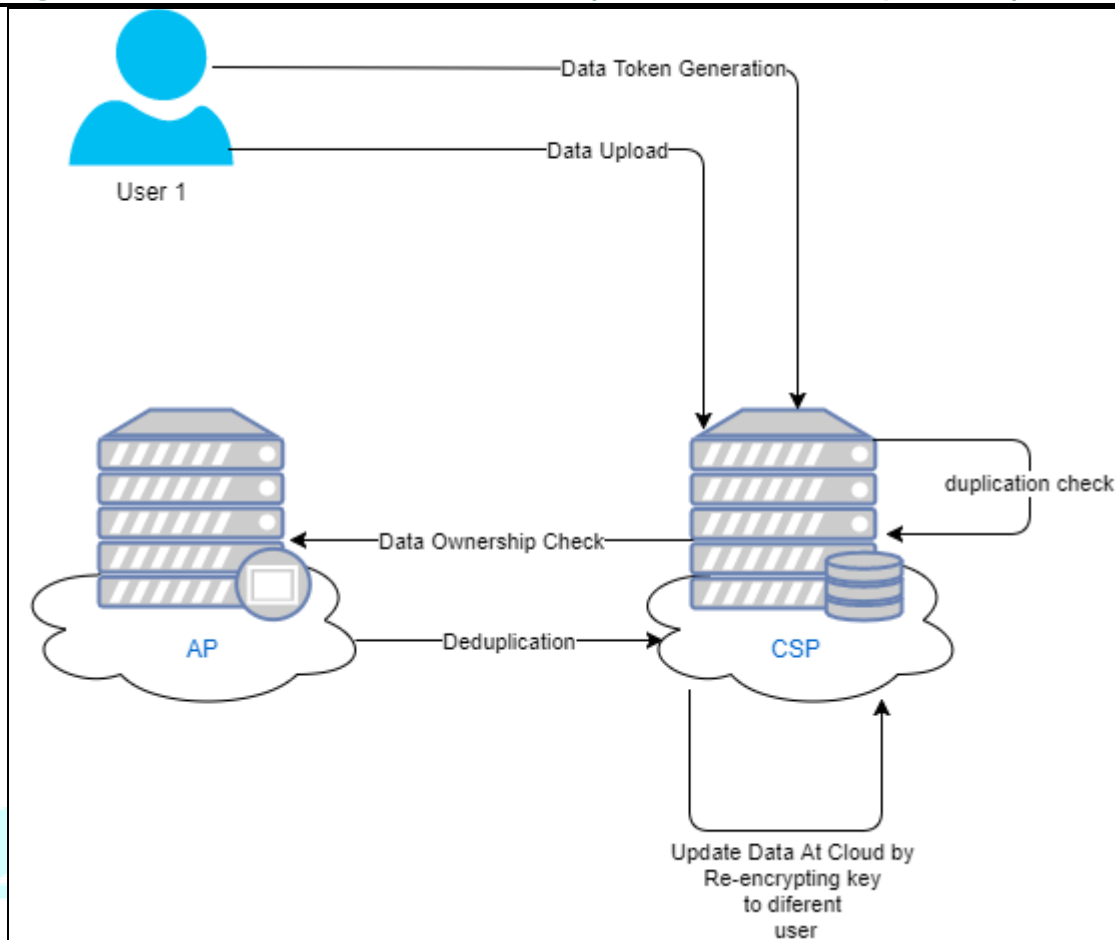 Data Token Generation
Data Upload
User 1
duplication check
Data Ownership Check
Deduplication
AP
CSP
Update Data At Cloud by
Re-encrypting key
to diferent
user